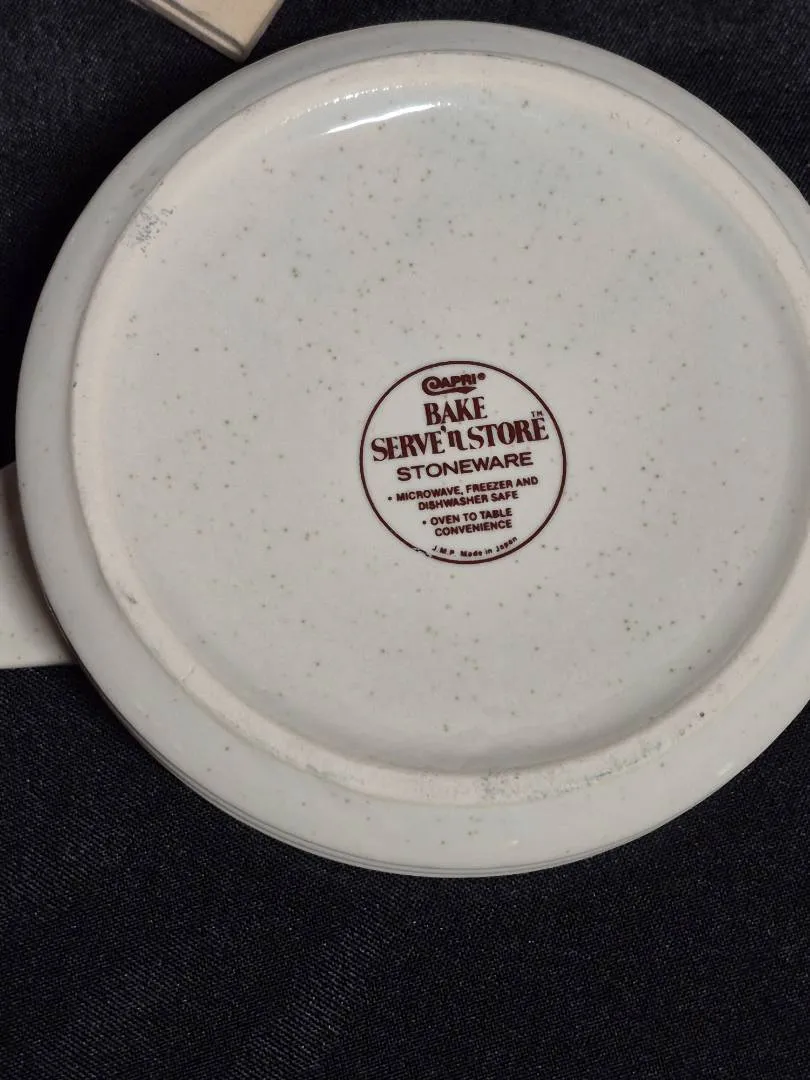 CAPRI®
BAKE
SERVE 'n STORE™
STONEWARE
• MICROWAVE, FREEZER AND
DISHWASHER SAFE
• OVEN TO TABLE
CONVENIENCE
J.M.P. Made in Japan